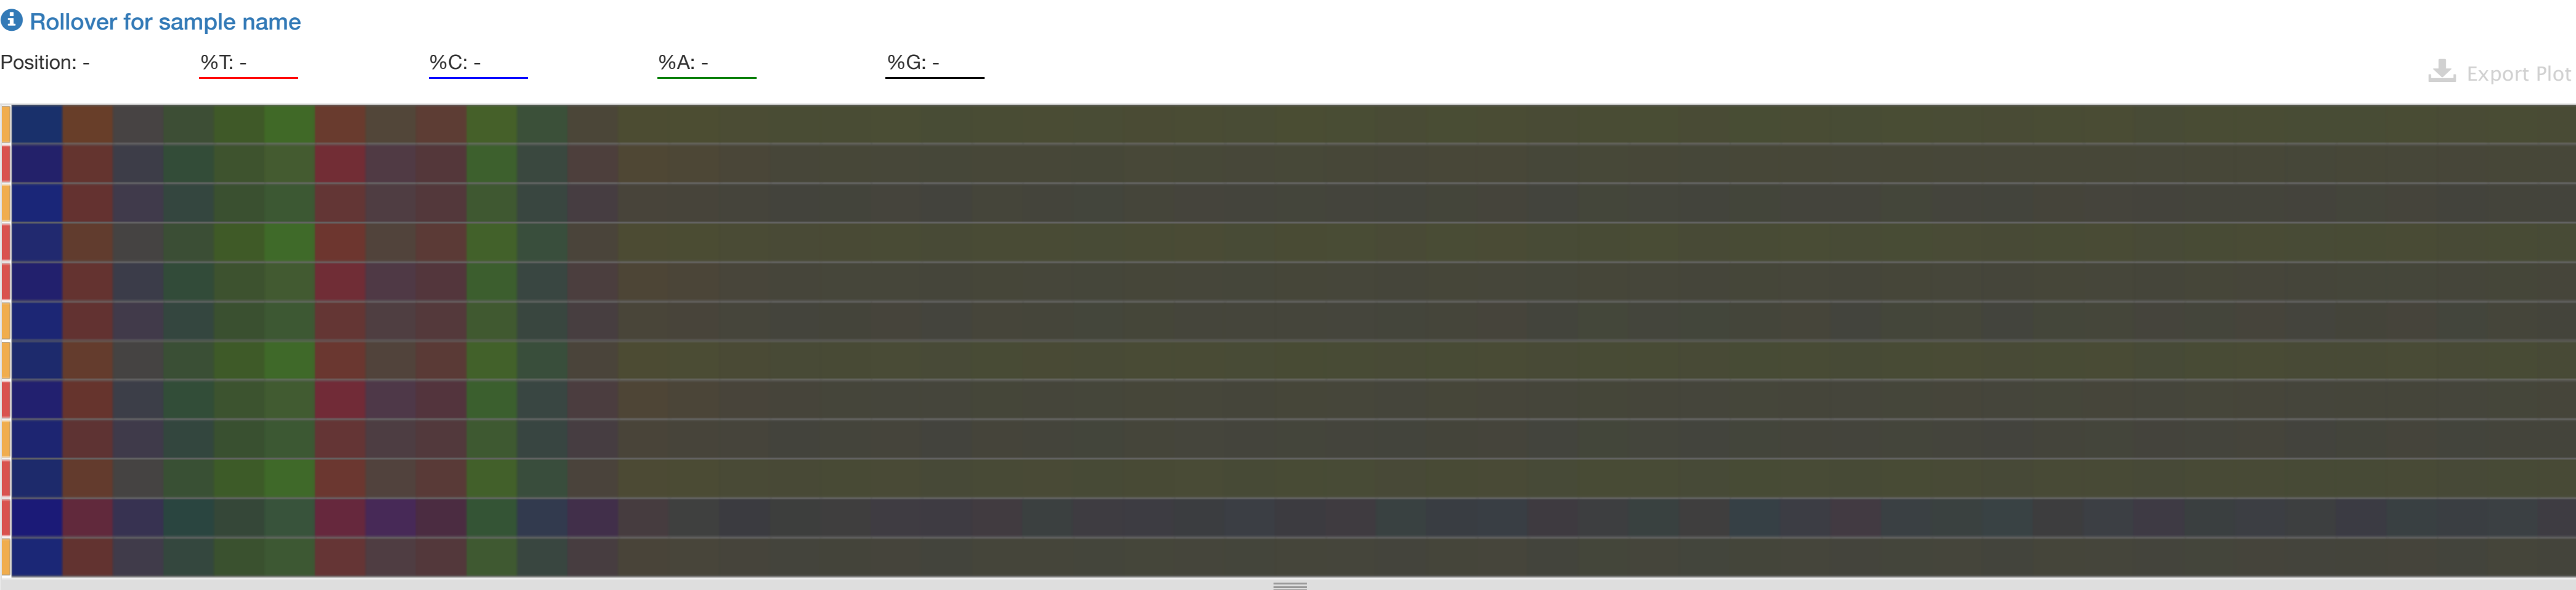 Rollover for sample name
Position: - %T: - %C: - %A: - %G: -
Export Plot